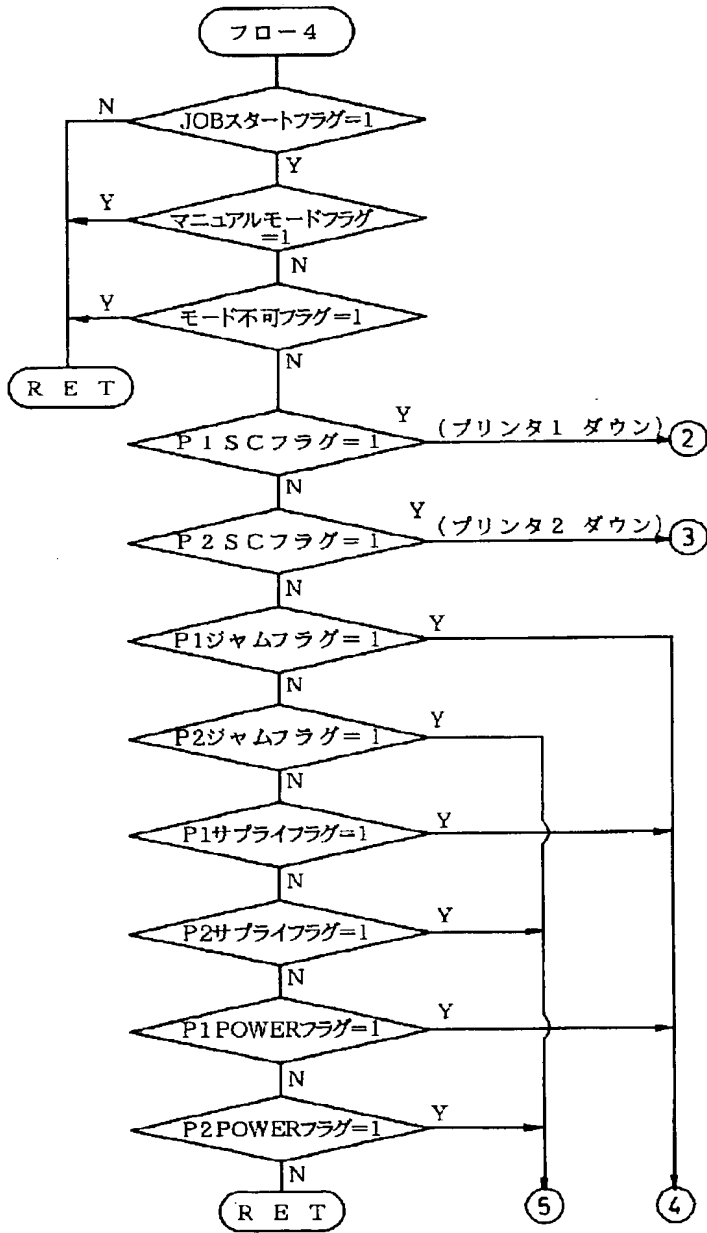 フロー4
N
JOBスタートフラグ=1
Y
Y
マニュアルモードフラグ
=1
N
Y
モード不可フラグ=1
N
RET
P1SCフラグ=1
Y
(プリンタ1 ダウン)
②
N
P2SCフラグ=1
Y
(プリンタ2 ダウン)
③
N
P1ジャムフラグ=1
Y
N
P2ジャムフラグ=1
Y
N
P1サプライフラグ=1
Y
N
P2サプライフラグ=1
Y
N
P1POWERフラグ=1
Y
N
P2POWERフラグ=1
Y
N
RET
⑤
④